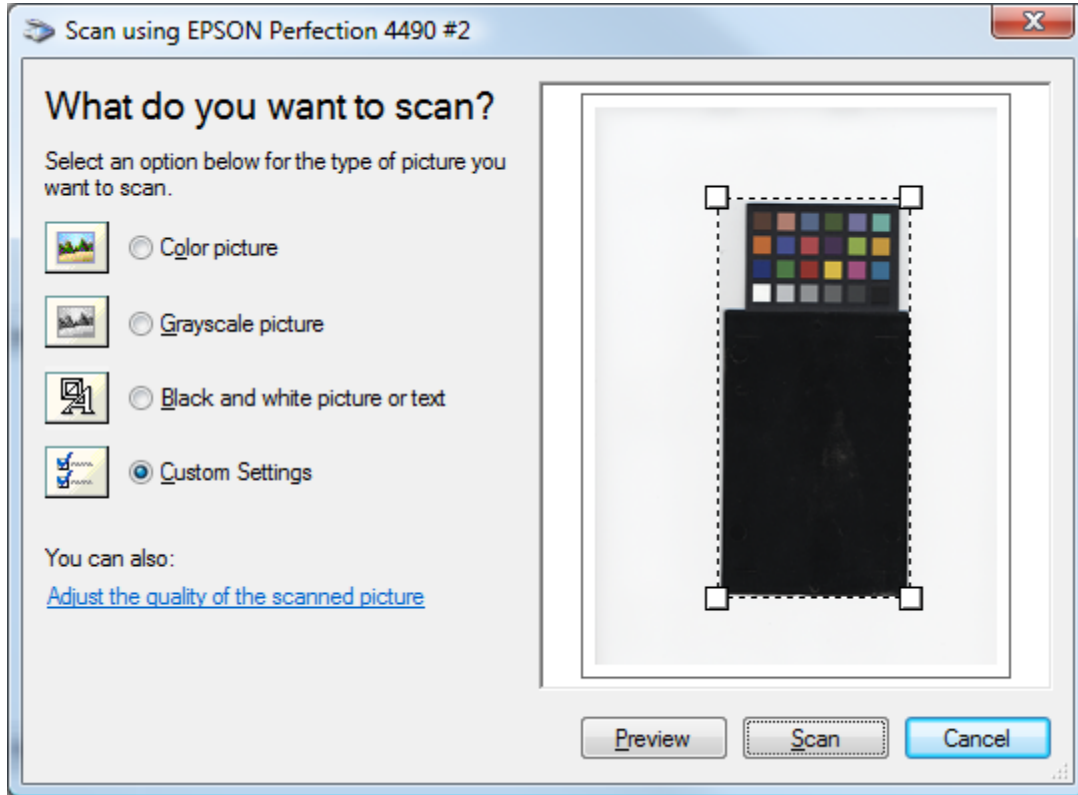 Scan using EPSON Perfection 4490 #2
What do you want to scan?
Select an option below for the type of picture you
want to scan.
Color picture
Grayscale picture
Black and white picture or text
Custom Settings
You can also:
Adjust the quality of the scanned picture
Preview
Scan
Cancel